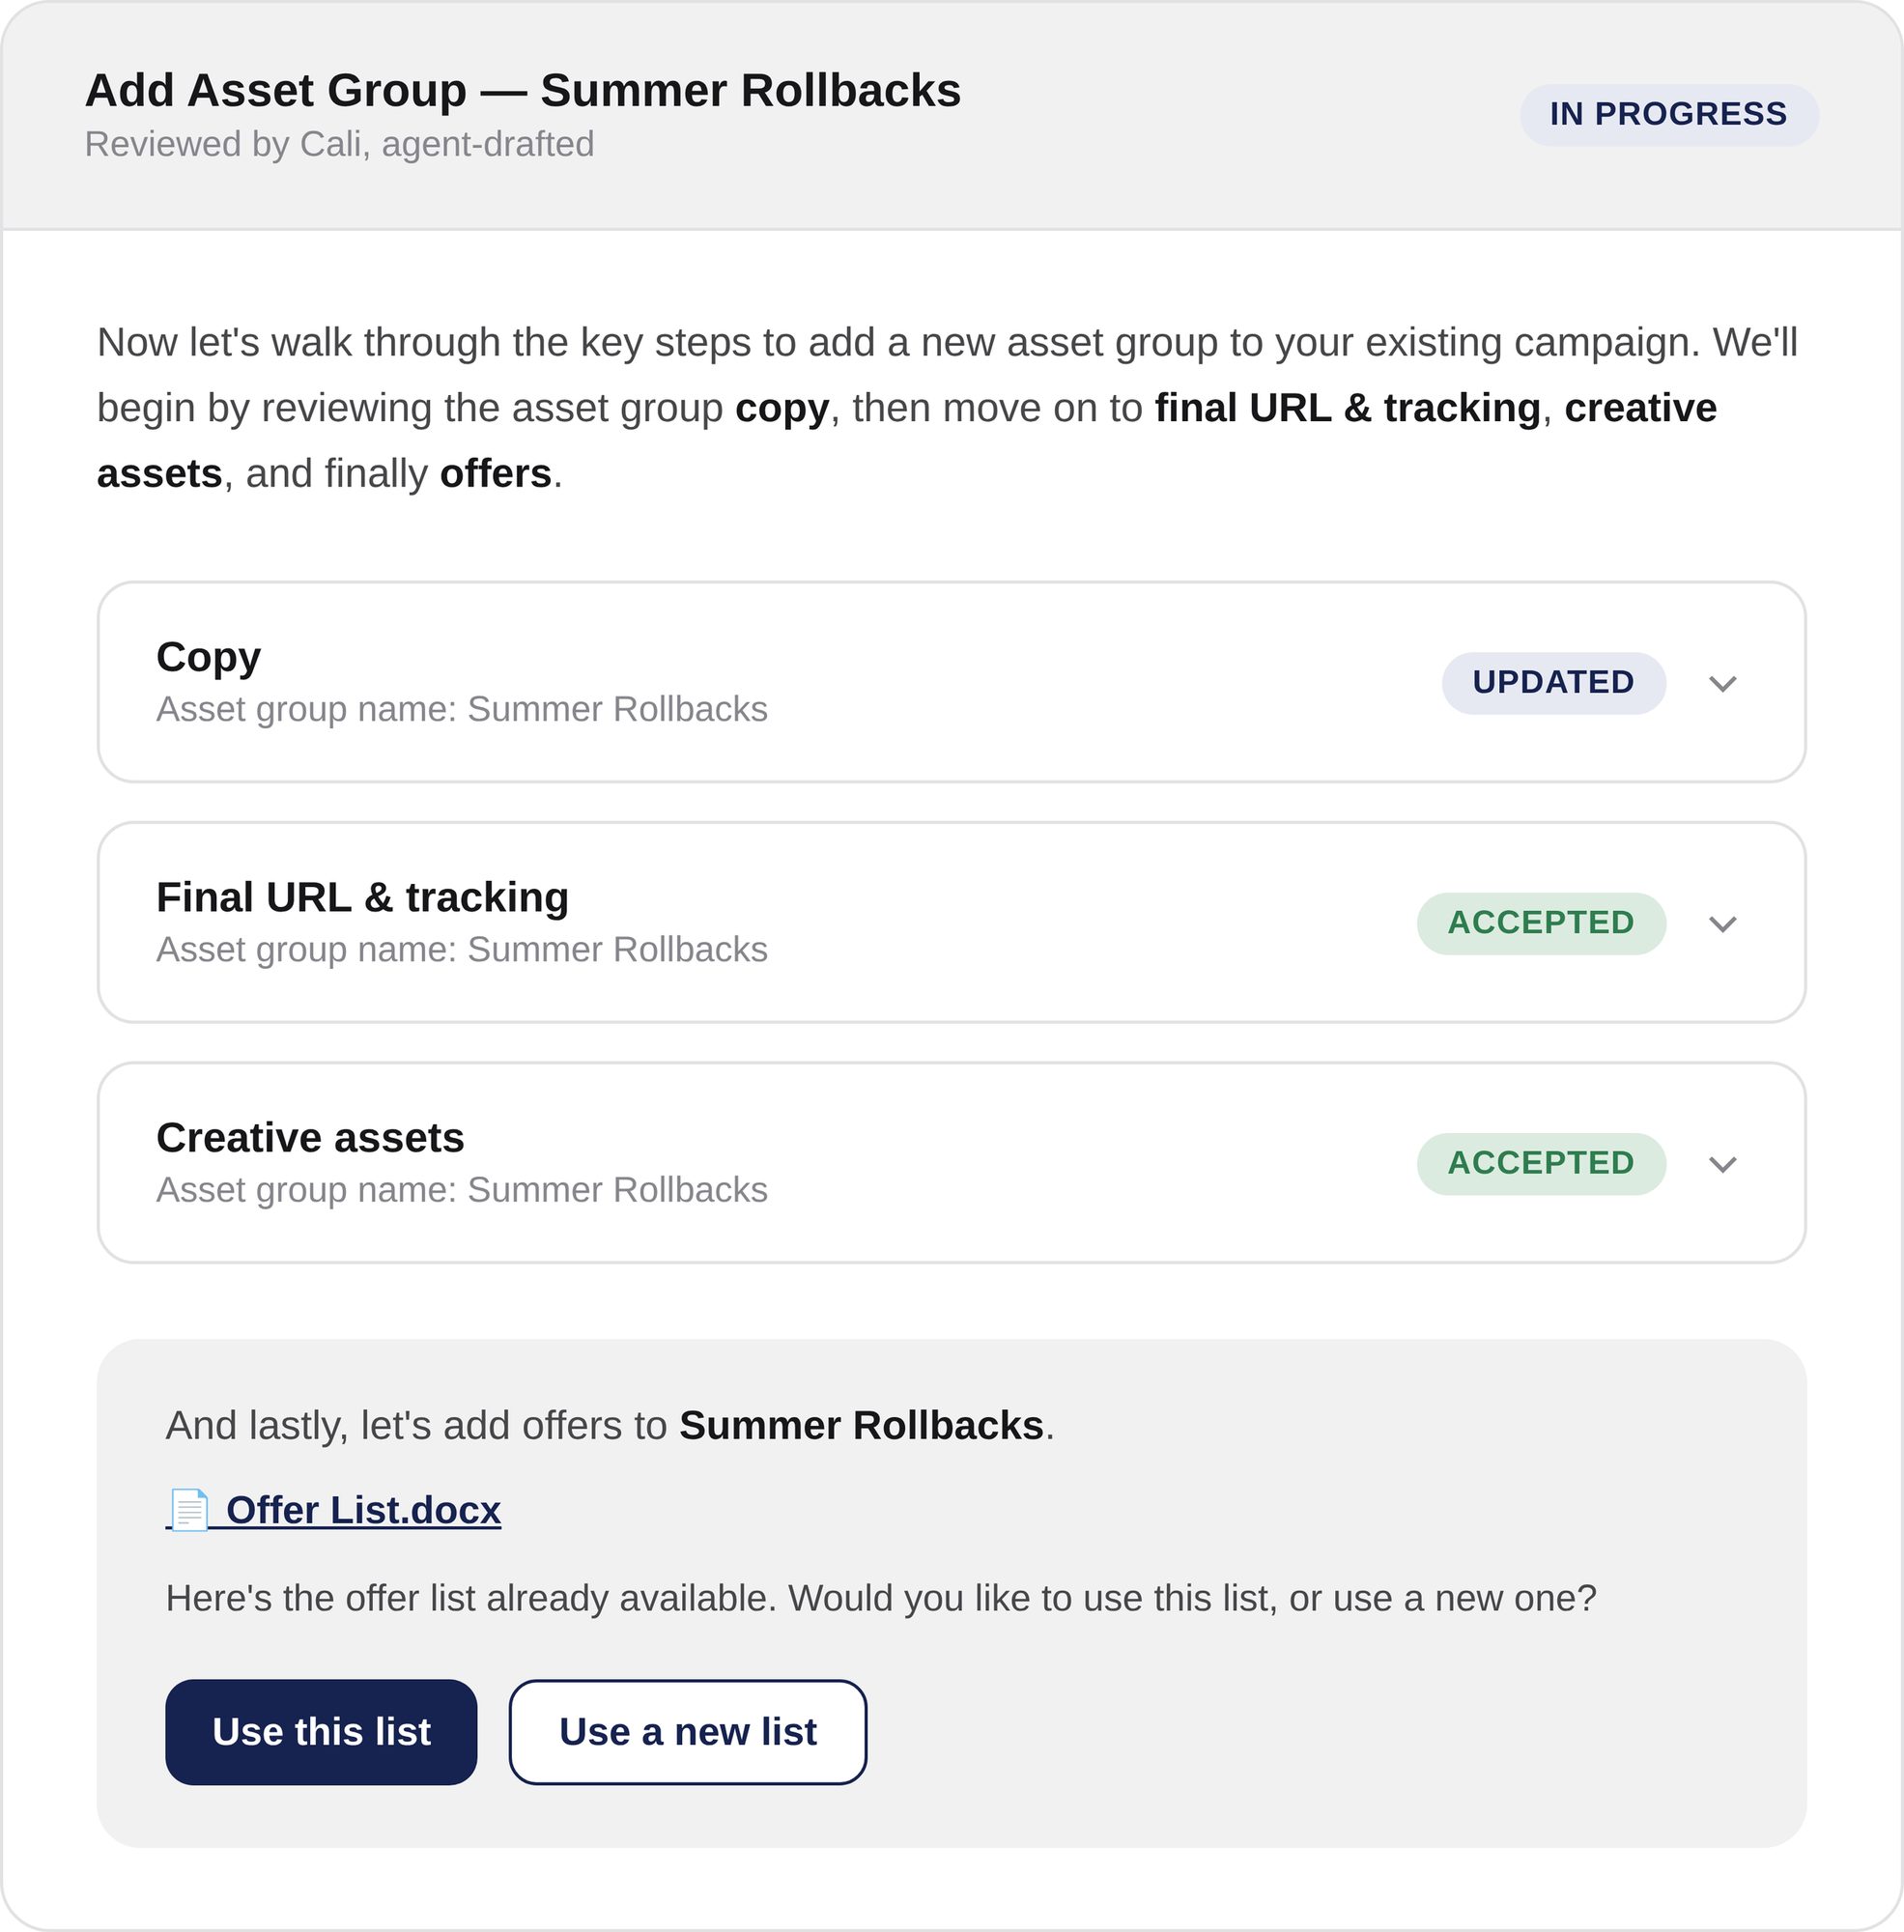 Add Asset Group — Summer Rollbacks
Reviewed by Cali, agent-drafted
IN PROGRESS
Now let's walk through the key steps to add a new asset group to your existing campaign. We'll
begin by reviewing the asset group copy, then move on to final URL & tracking, creative
assets, and finally offers.
Copy
Asset group name: Summer Rollbacks
UPDATED
Final URL & tracking
Asset group name: Summer Rollbacks
ACCEPTED
Creative assets
Asset group name: Summer Rollbacks
ACCEPTED
And lastly, let's add offers to Summer Rollbacks.
Offer List.docx
Here's the offer list already available. Would you like to use this list, or use a new one?
Use this list
Use a new list